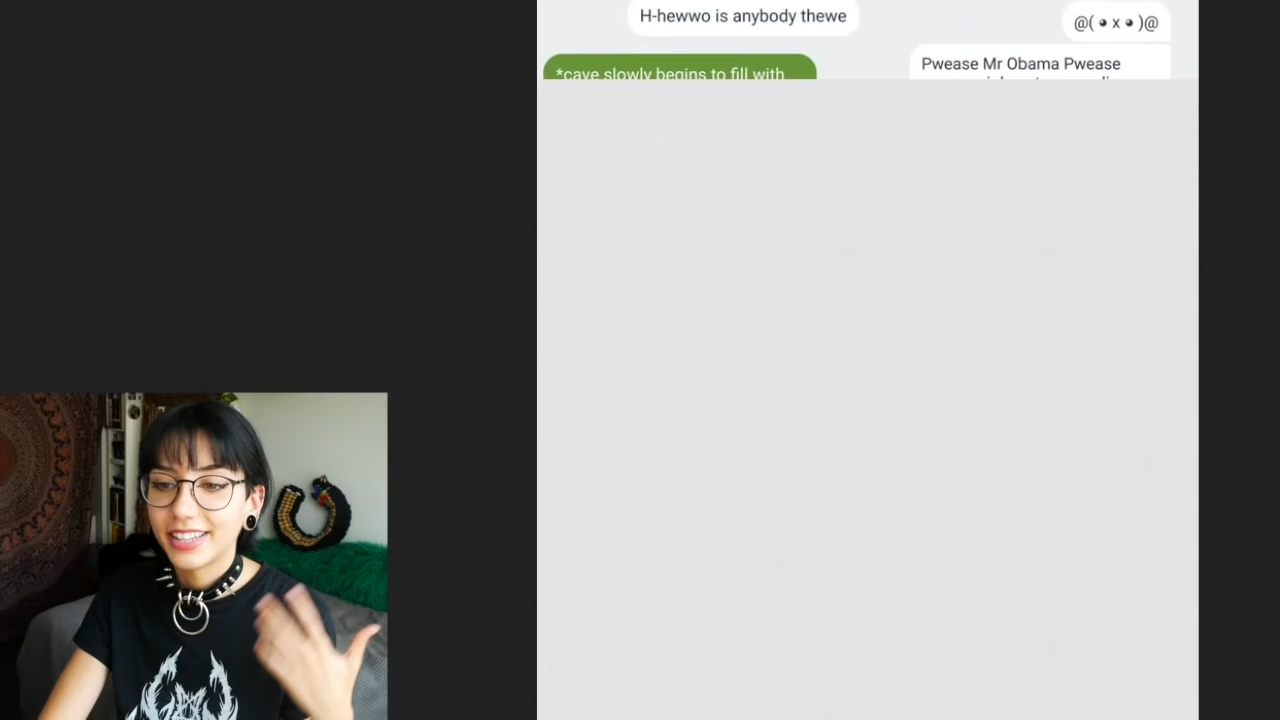 H-hewwo is anybody thewe
@( • x • )@
*cave slowly begins to fill with
Pwease Mr Obama Pwease